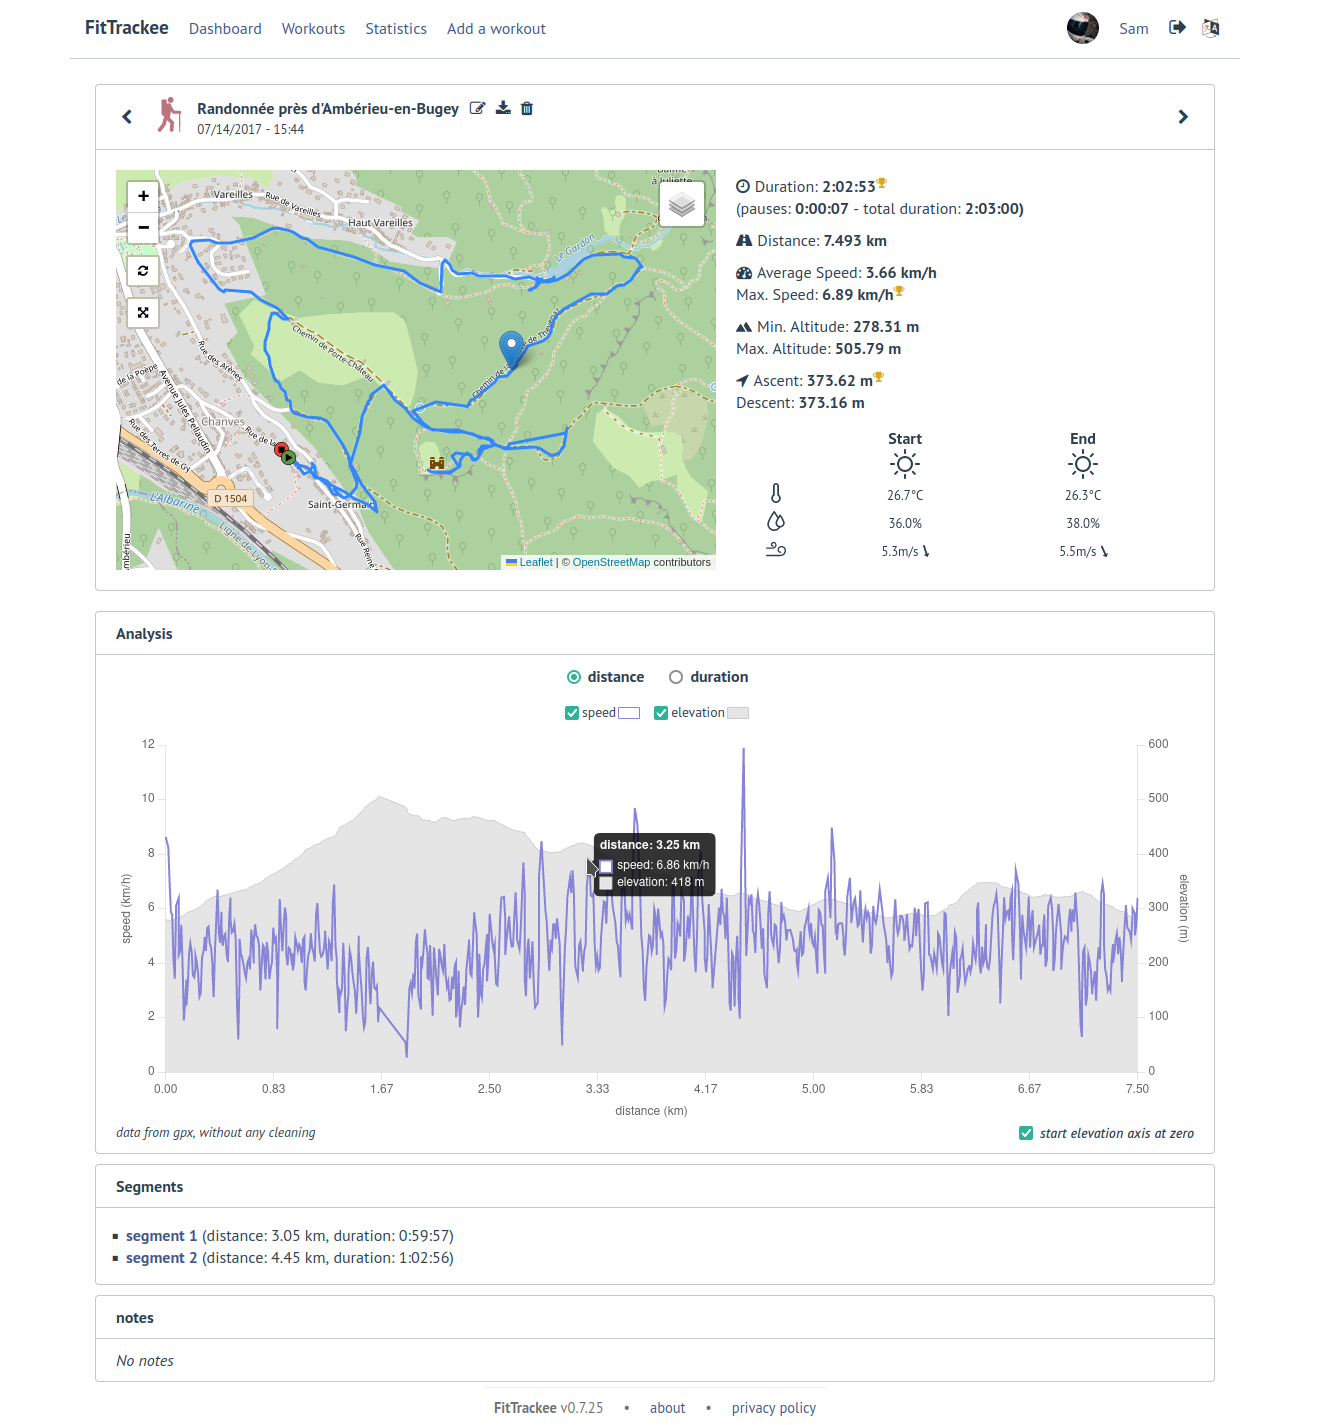 FitTrackee Dashboard Workouts Statistics Add a workout Sam
Randonnée près d'Ambérieu-en-Bugey
07/14/2017 - 15:44
+
−
Vareilles
Rue de Vareilles
Haut Vareilles
à Juliette
Le Gardon
Chemin de Porte-Château
Rue des Arènes
de la Poëpe
Avenue Jules Pellaudin
Chanves
Rue des Terres de Gy
D 1504
Saint-Germain
L'Albarine
Ligne de Lyon
Rue Reine
mbérieu
Leaflet | © OpenStreetMap contributors
Duration: 2:02:53
(pauses: 0:00:07 - total duration: 2:03:00)
Distance: 7.493 km
Average Speed: 3.66 km/h
Max. Speed: 6.89 km/h
Min. Altitude: 278.31 m
Max. Altitude: 505.79 m
Ascent: 373.62 m
Descent: 373.16 m
Start End
26.7°C 26.3°C
36.0% 38.0%
5.3m/s 5.5m/s
Analysis
distance duration
speed elevation
12 600
10 500
8 400
6 300
4 200
2 100
0 0
speed (km/h)
elevation (m)
distance: 3.25 km
speed: 6.86 km/h
elevation: 418 m
0.00 0.83 1.67 2.50 3.33 4.17 5.00 5.83 6.67 7.50
distance (km)
data from gpx, without any cleaning
start elevation axis at zero
Segments
segment 1 (distance: 3.05 km, duration: 0:59:57)
segment 2 (distance: 4.45 km, duration: 1:02:56)
notes
No notes
FitTrackee v0.7.25 • about • privacy policy